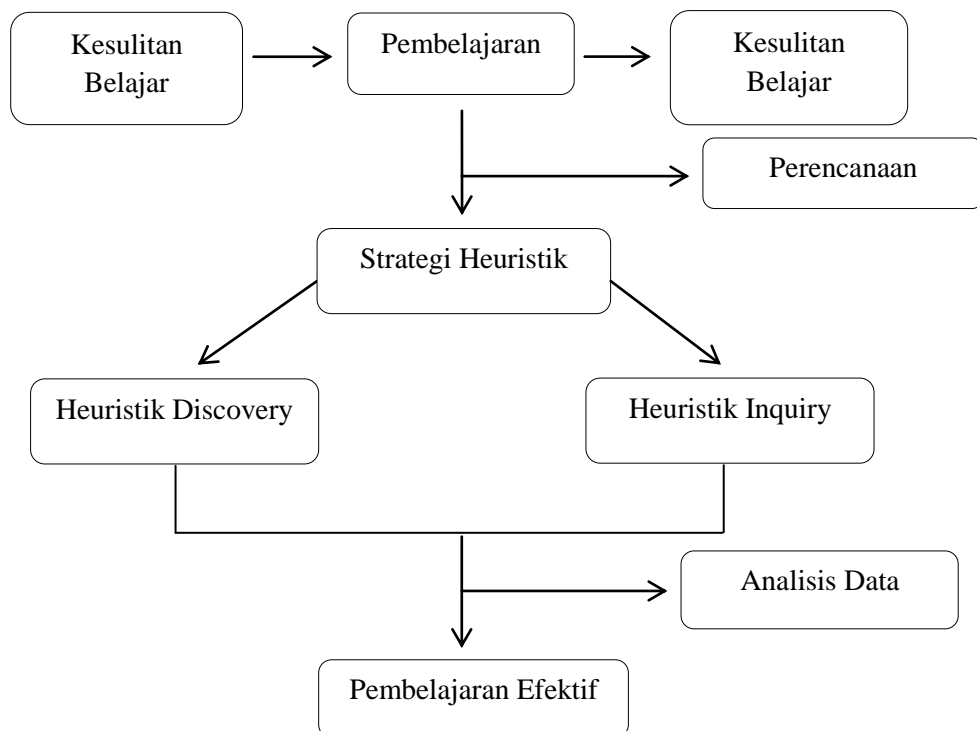 Kesulitan
Belajar
Pembelajaran
Kesulitan
Belajar
Perencanaan
Strategi Heuristik
Heuristik Discovery
Heuristik Inquiry
Analisis Data
Pembelajaran Efektif